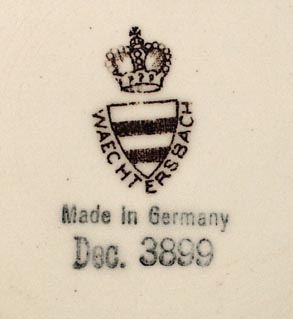 WAECHTERSBACH
Made in Germany
Dec. 3899